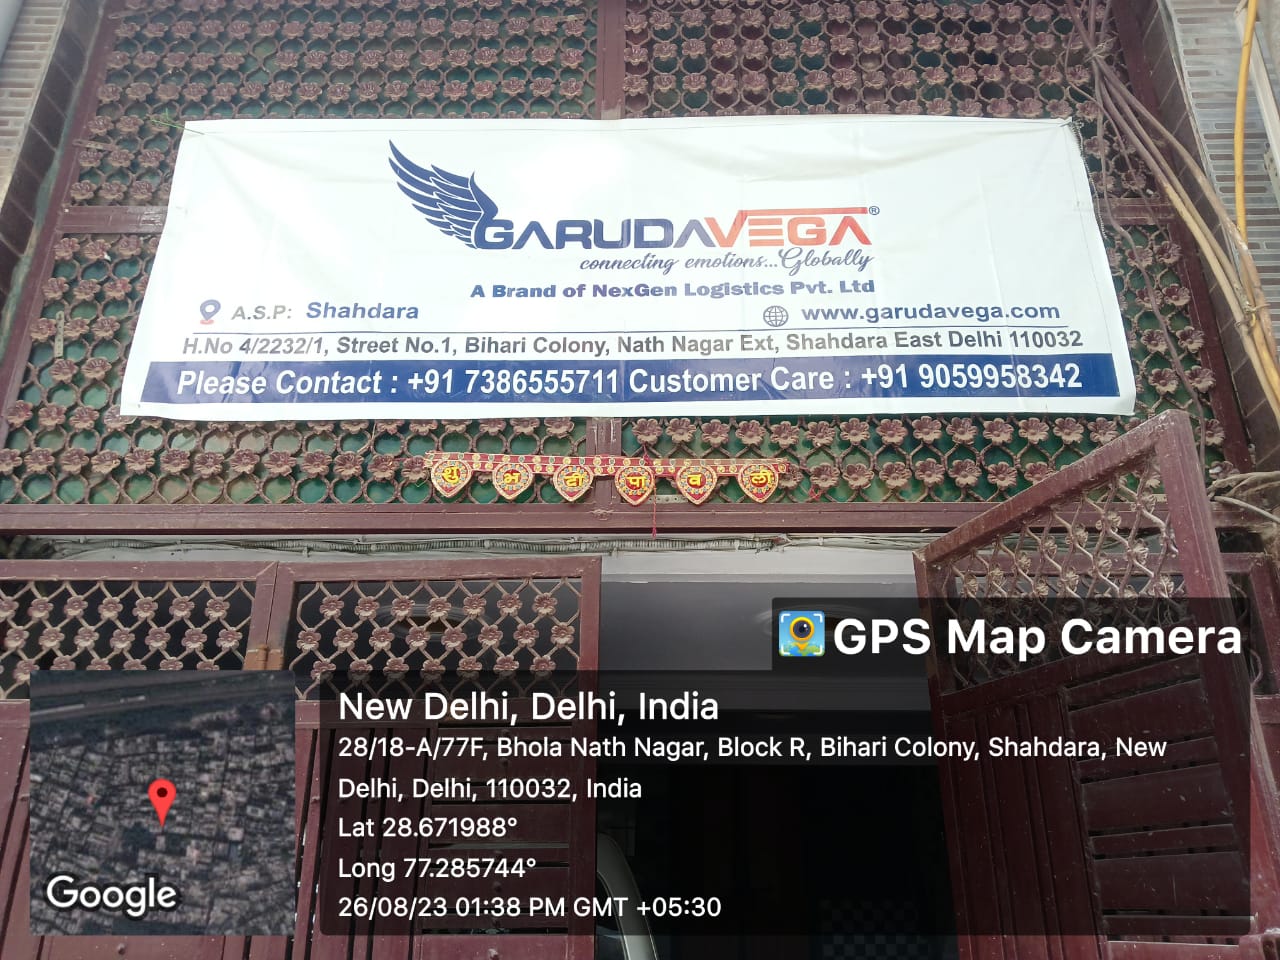 GARUDAVEGA®
connecting emotions...Globally
A Brand of NexGen Logistics Pvt. Ltd
A.S.P: Shahdara
www.garudavega.com
H.No 4/2232/1, Street No.1, Bihari Colony, Nath Nagar Ext, Shahdara East Delhi 110032
Please Contact : +91 7386555711 Customer Care : +91 9059958342
शुभ दीपावली
GPS Map Camera
New Delhi, Delhi, India
28/18-A/77F, Bhola Nath Nagar, Block R, Bihari Colony, Shahdara, New
Delhi, Delhi, 110032, India
Lat 28.671988°
Long 77.285744°
26/08/23 01:38 PM GMT +05:30
Google